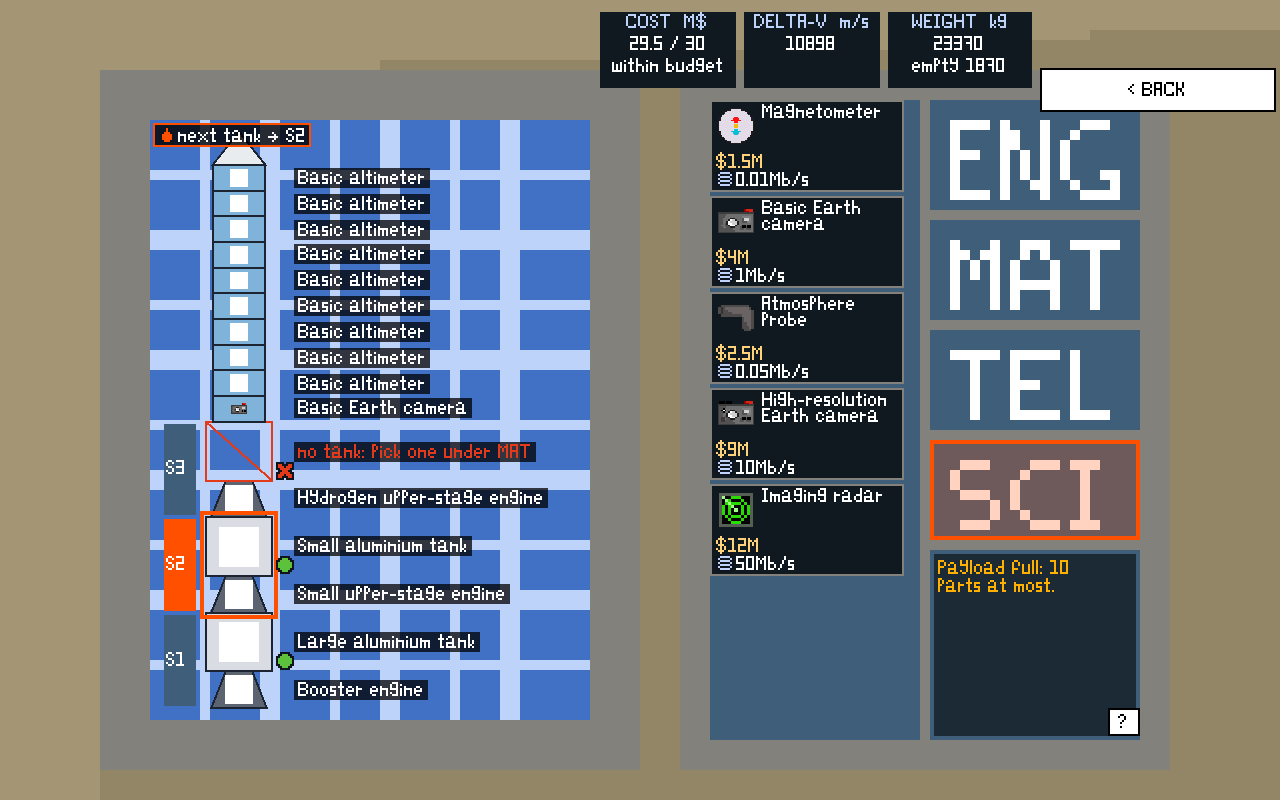 COST M$
29.5 / 30
within budget
DELTA-V m/s
10898
WEIGHT kg
23370
empty 1870
< BACK
next tank → S2
Basic altimeter
Basic altimeter
Basic altimeter
Basic altimeter
Basic altimeter
Basic altimeter
Basic altimeter
Basic altimeter
Basic altimeter
Basic Earth camera
S3
no tank: Pick one under MAT
Hydrogen upper-stage engine
S2
Small aluminium tank
Small upper-stage engine
S1
Large aluminium tank
Booster engine
Magnetometer
$1.5M
0.01Mb/s
Basic Earth
camera
$4M
1Mb/s
Atmosphere
Probe
$2.5M
0.05Mb/s
High-resolution
Earth camera
$9M
10Mb/s
Imaging radar
$12M
50Mb/s
ENG
MAT
TEL
SCI
Payload full: 10
Parts at most.
?